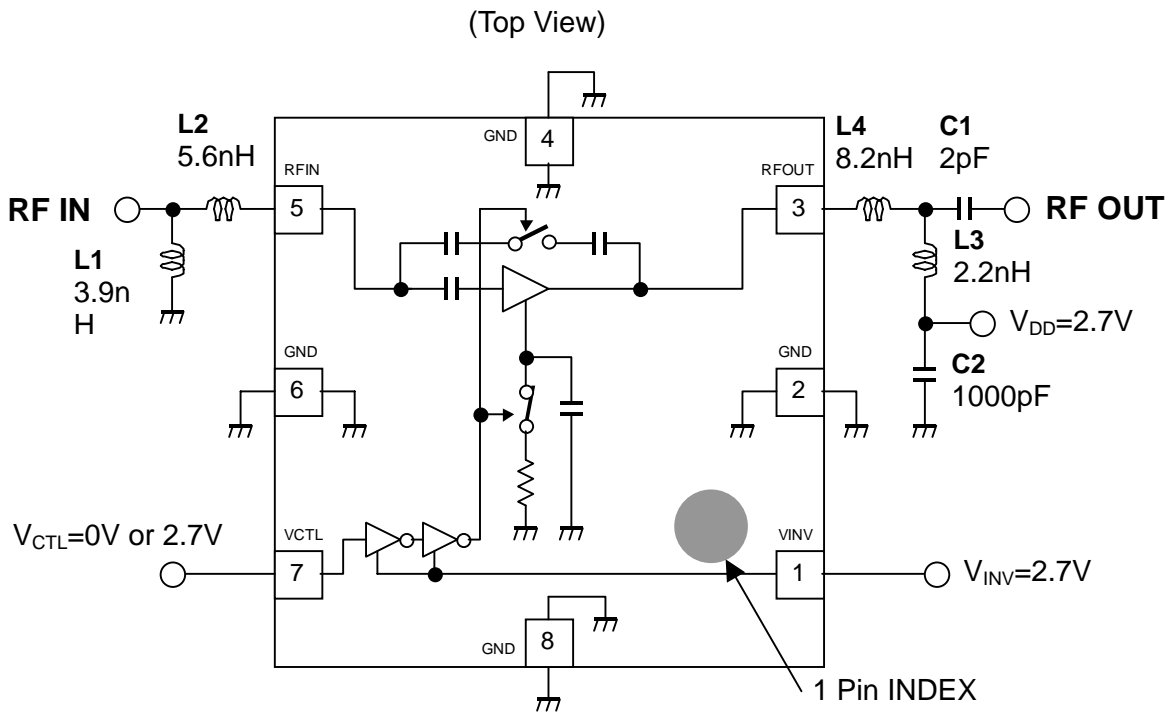 (Top View)
L2
5.6nH
GND
4
L4
8.2nH
C1
2pF
RFIN
5
RFOUT
3
RF IN
RF OUT
L1
3.9n
H
L3
2.2nH
V_DD=2.7V
GND
6
GND
2
C2
1000pF
V_CTL=0V or 2.7V
VCTL
7
VINV
1
V_INV=2.7V
GND
8
1 Pin INDEX